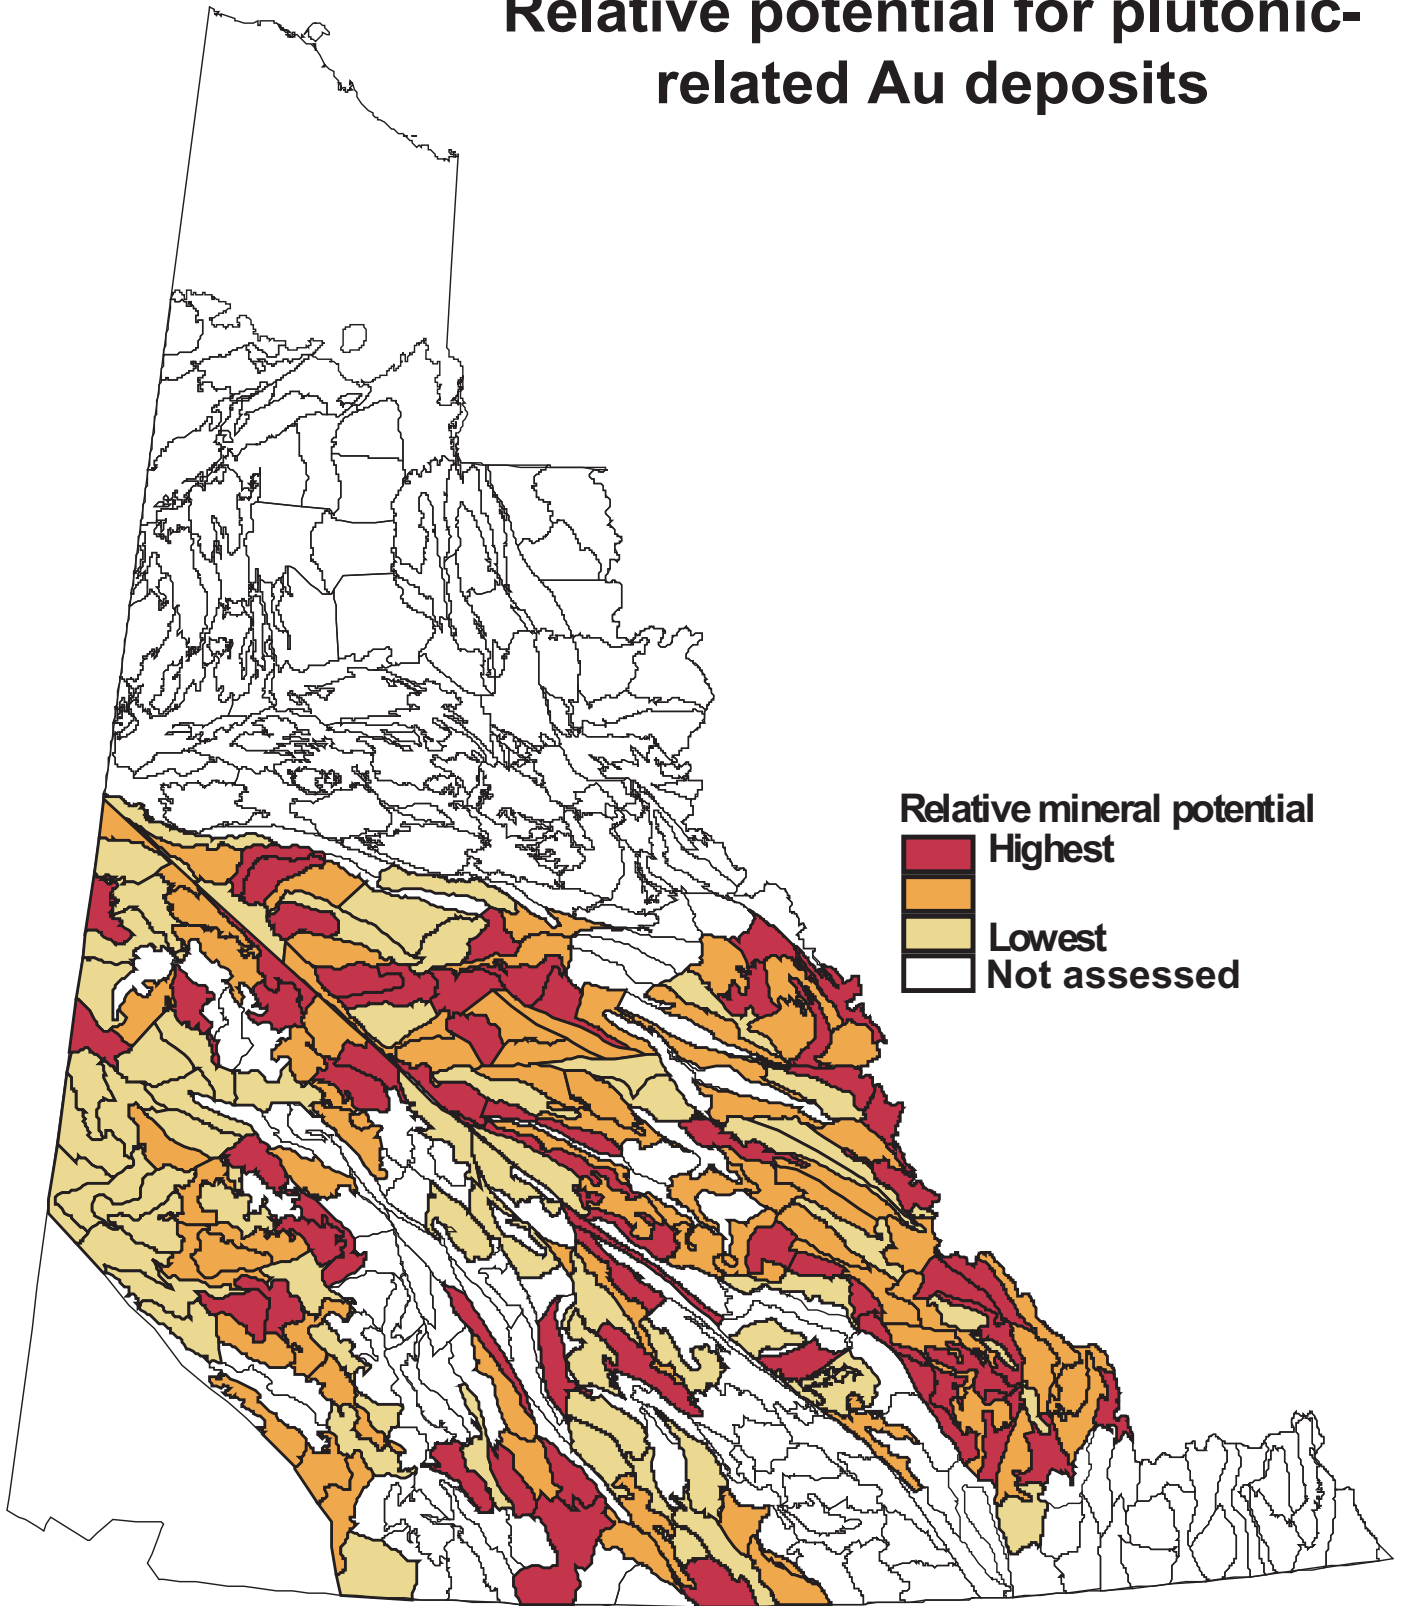 Relative potential for plutonic-
related Au deposits
Relative mineral potential
Highest
Lowest
Not assessed